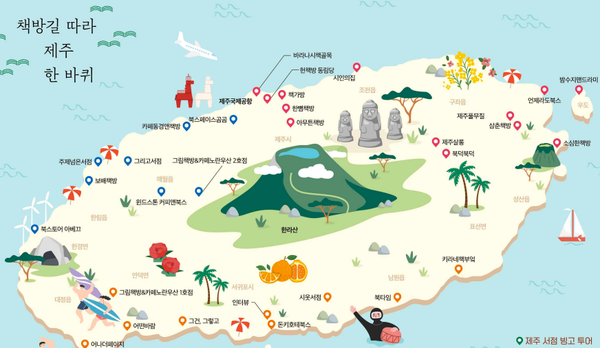 책방길 따라
제주
한 바퀴
바라나시책골목
한책방 동림당
시인의집
책가방
한뼘책방
아무튼책방
제주국제공항
북스페이스곰곰
카페동경앤책방
조천읍
구좌읍
제주시
밤수지맨드라미
우도
언제라도북스
제주풀무질
삼춘책방
소심한책방
제주살롱
북덕북덕
주제넘은서점
그리고서점
그림책방&카페노란우산 2호점
보배책방
애월읍
윈드스톤 커피앤북스
한림읍
성산읍
표선면
북스토어 아베끄
한라산
한경면
안덕면
서귀포시
남원읍
키라네책부엌
대정읍
그림책방&카페노란우산 1호점
시옷서점
북타임
인터뷰
어떤바람
그건, 그렇고
돈키호테북스
어나더페이지
제주 서점 빙고 투어